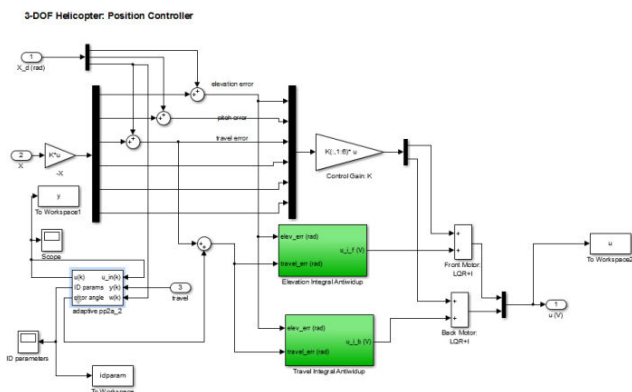 3-DOF Helicopter: Position Controller
1
X_d (rad)
elevation error
pitch error
travel error
2
X
K*u
-X
K(:,1:6)* u
Control Gain: K
y
To Workspace1
Scope
u(k)
ID params
u_in(k)
y(k)
w(k)
adaptive pp2a_2
3
travel
ID parameters
idparam
To Workspace
elev_err (rad)
travel_err (rad)
u_i_f (V)
Elevation Integral Antiwidup
elev_err (rad)
travel_err (rad)
u_i_b (V)
Travel Integral Antiwidup
Front Motor:
LQR+I
Back Motor:
LQR+I
u
To Workspace2
1
u (V)